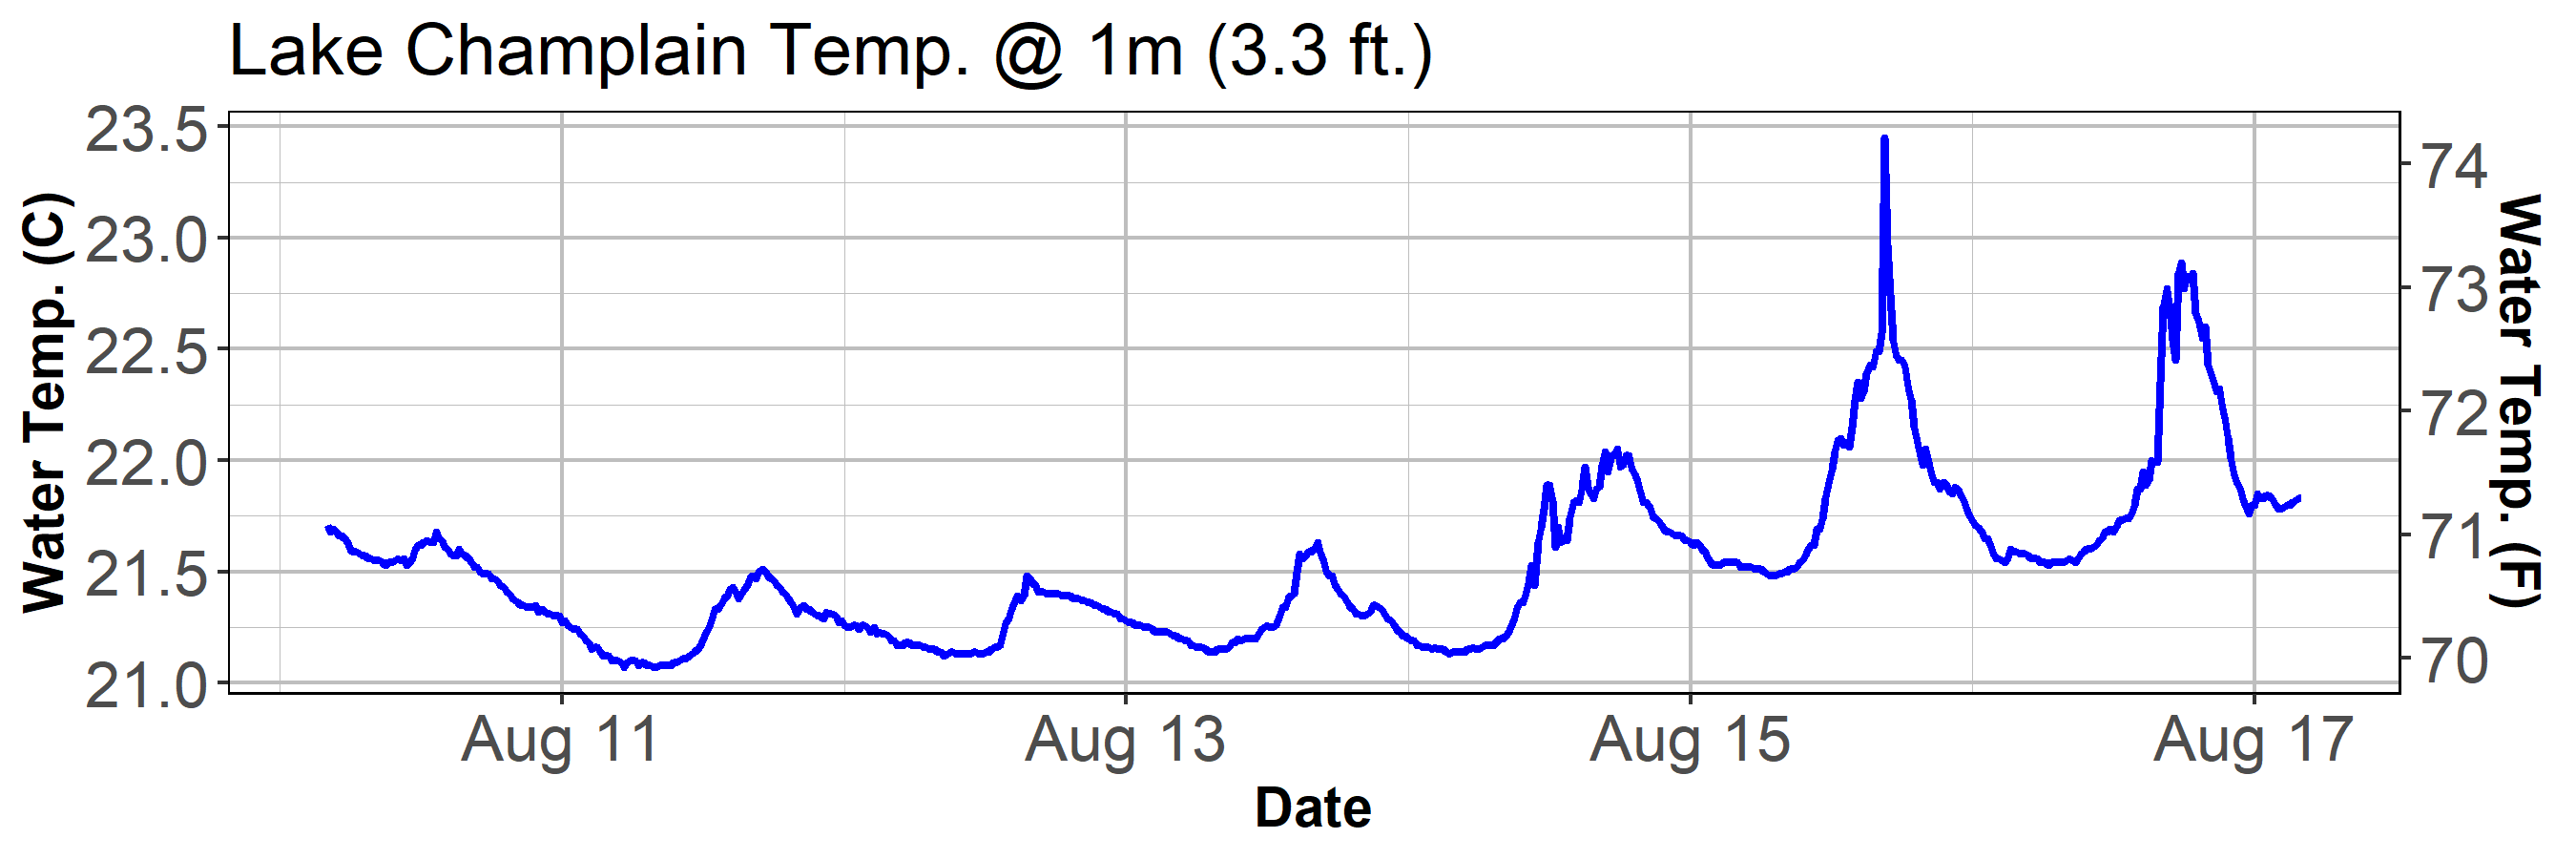 Lake Champlain Temp. @ 1m (3.3 ft.)
Water Temp. (C)
23.5
23.0
22.5
22.0
21.5
21.0
74
73
72
71
70
Water Temp. (F)
Aug 11 Aug 13 Aug 15 Aug 17
Date